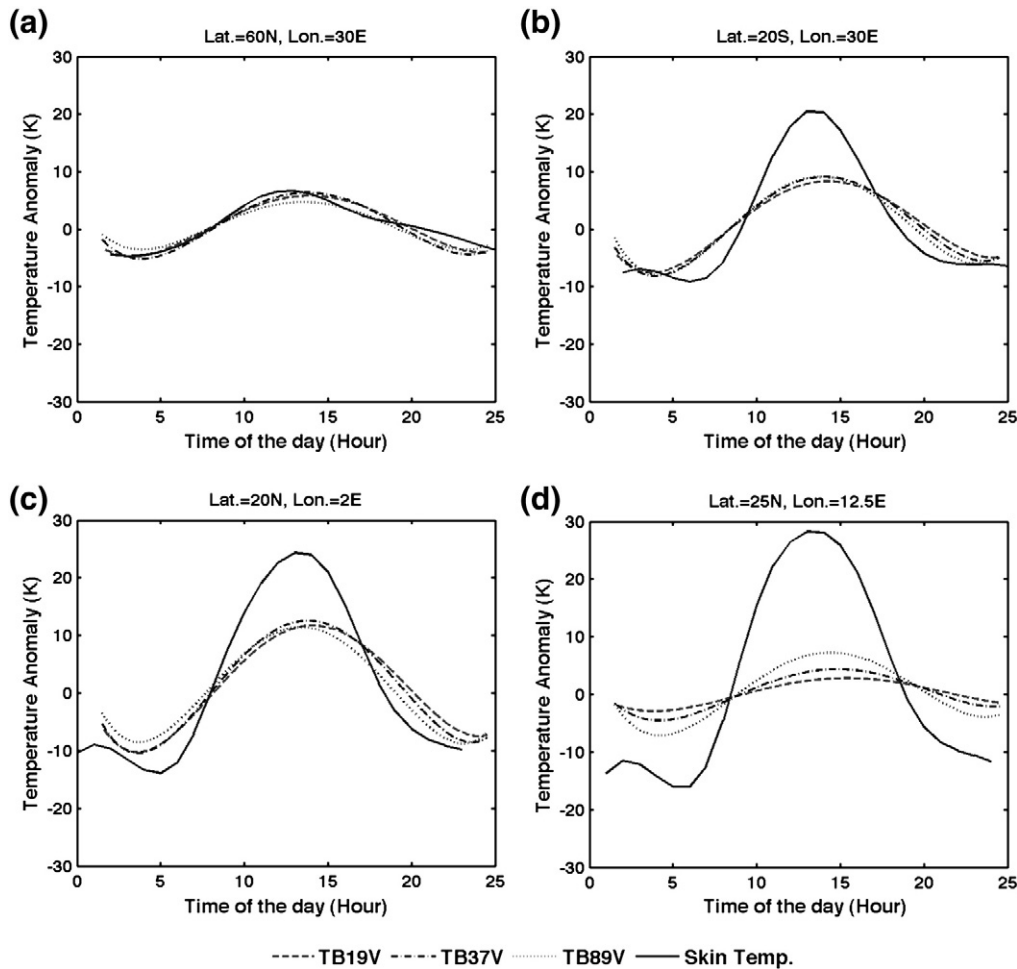 (a)
Lat.=60N, Lon.=30E
Temperature Anomaly (K)
30
20
10
0
-10
-20
-30
0 5 10 15 20 25
Time of the day (Hour)
(b)
Lat.=20S, Lon.=30E
Temperature Anomaly (K)
30
20
10
0
-10
-20
-30
0 5 10 15 20 25
Time of the day (Hour)
(c)
Lat.=20N, Lon.=2E
Temperature Anomaly (K)
30
20
10
0
-10
-20
-30
0 5 10 15 20 25
Time of the day (Hour)
(d)
Lat.=25N, Lon.=12.5E
Temperature Anomaly (K)
30
20
10
0
-10
-20
-30
0 5 10 15 20 25
Time of the day (Hour)
TB19V TB37V TB89V Skin Temp.